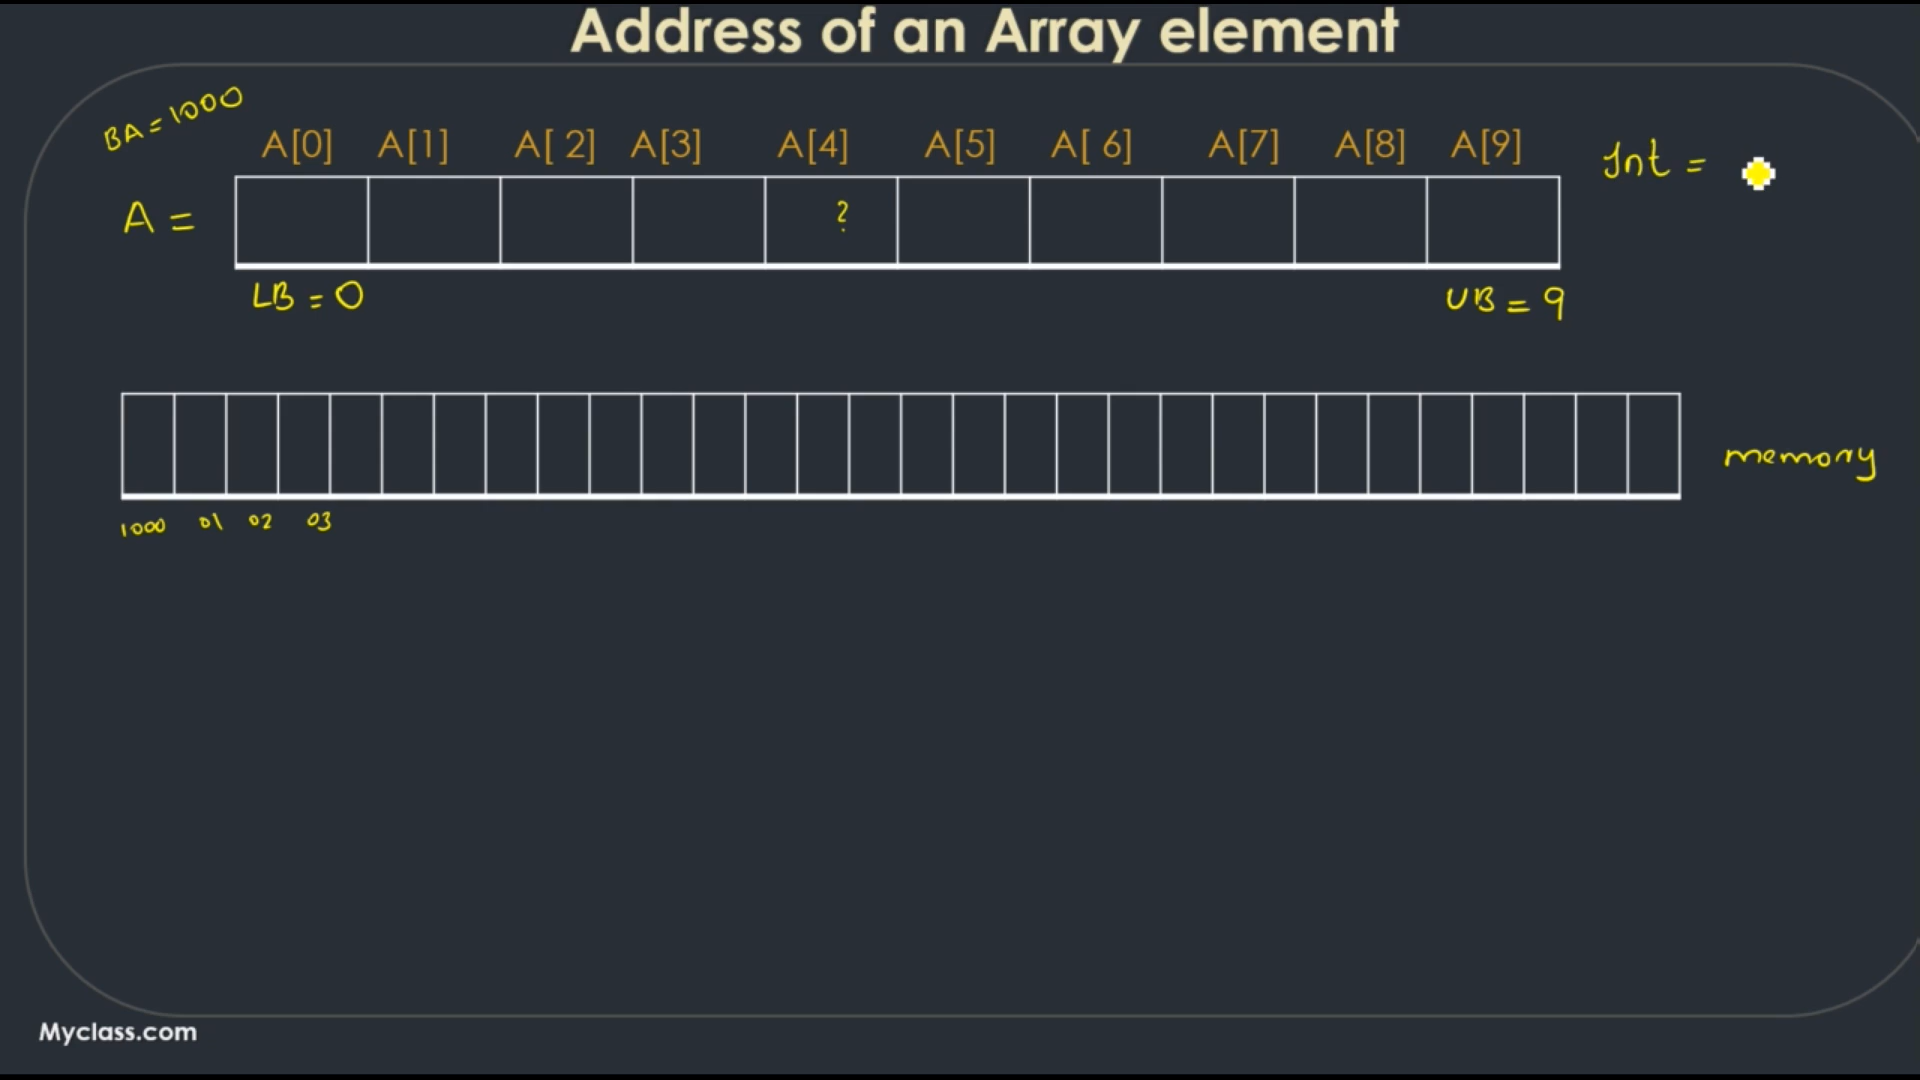 Address of an Array element
BA = 1000
A[0] A[1] A[ 2] A[3] A[4] A[5] A[ 6] A[7] A[8] A[9]
Int =
A = ?
LB = 0 UB = 9
memory
1000 01 02 03
Myclass.com